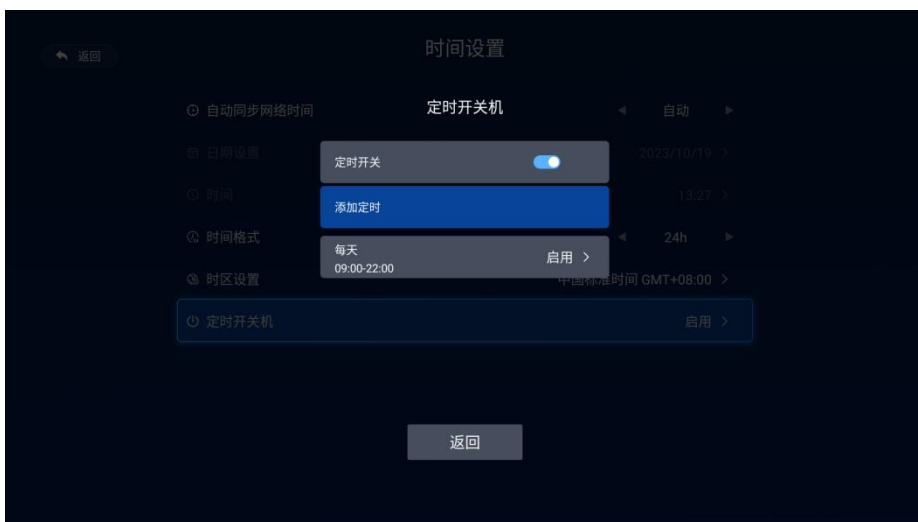 返回
时间设置
自动同步网络时间
定时开关机
自动
日期设置
2023/10/19
定时开关
时间
13:27
添加定时
时间格式
24h
每天
09:00-22:00
启用
时区设置
中国标准时间 GMT+08:00
定时开关机
启用
返回